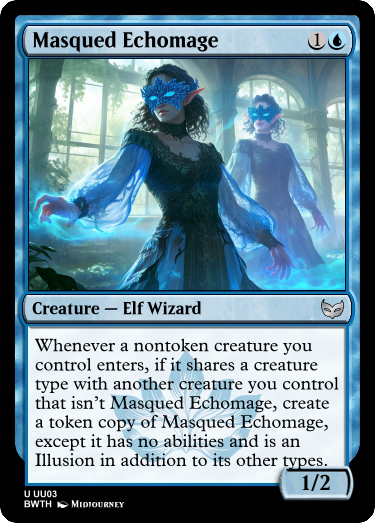 Masqued Echomage 1
Creature — Elf Wizard
Whenever a nontoken creature you
control enters, if it shares a creature
type with another creature you control
that isn't Masqued Echomage, create
a token copy of Masqued Echomage,
except it has no abilities and is an
Illusion in addition to its other types.
1/2
U UU03
BWTH Midjourney